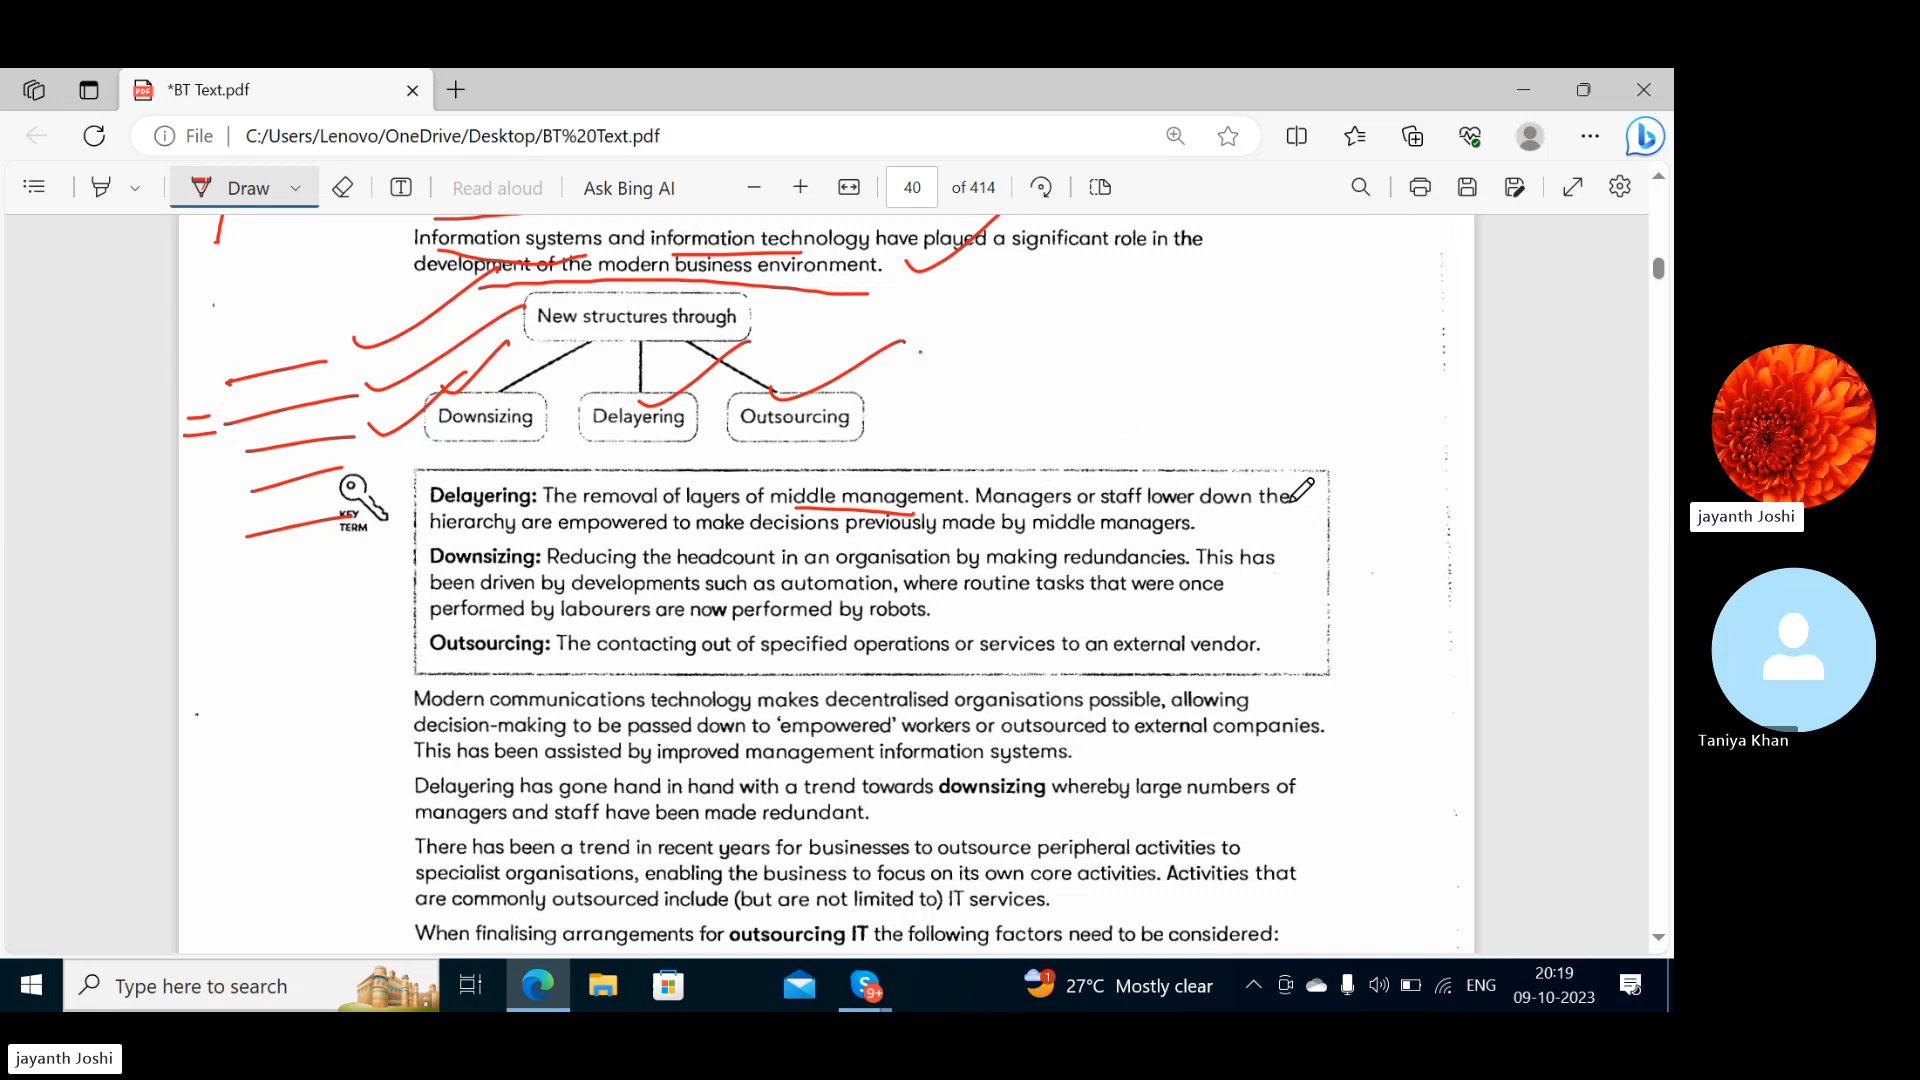 *BT Text.pdf
File
C:/Users/Lenovo/OneDrive/Desktop/BT%20Text.pdf
Draw
Read aloud
Ask Bing AI
40 of 414
Information systems and information technology have played a significant role in the
development of the modern business environment.
New structures through
Downsizing
Delayering
Outsourcing
KEY
TERM
Delayering: The removal of layers of middle management. Managers or staff lower down the
hierarchy are empowered to make decisions previously made by middle managers.
Downsizing: Reducing the headcount in an organisation by making redundancies. This has
been driven by developments such as automation, where routine tasks that were once
performed by labourers are now performed by robots.
Outsourcing: The contacting out of specified operations or services to an external vendor.
Modern communications technology makes decentralised organisations possible, allowing
decision-making to be passed down to ‘empowered’ workers or outsourced to external companies.
This has been assisted by improved management information systems.
Delayering has gone hand in hand with a trend towards downsizing whereby large numbers of
managers and staff have been made redundant.
There has been a trend in recent years for businesses to outsource peripheral activities to
specialist organisations, enabling the business to focus on its own core activities. Activities that
are commonly outsourced include (but are not limited to) IT services.
When finalising arrangements for outsourcing IT the following factors need to be considered:
jayanth Joshi
Taniya Khan
Type here to search
9+
1
27°C Mostly clear
ENG
20:19
09-10-2023
jayanth Joshi